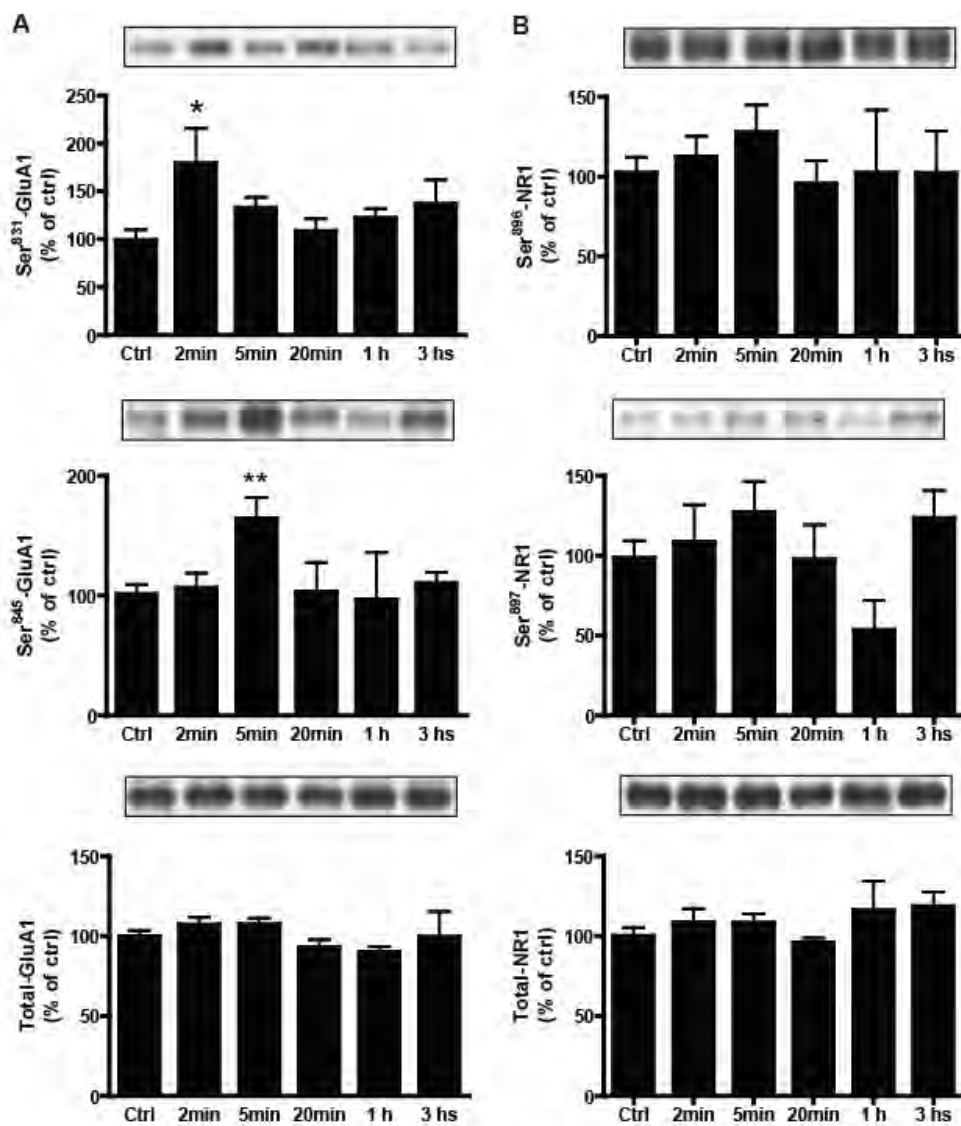 A
250
200
150
100
50
0
*
Ser831-GluA1
(% of ctrl)
Ctrl 2min 5min 20min 1 h 3 hs
200
100
0
**
Ser845-GluA1
(% of ctrl)
Ctrl 2min 5min 20min 1 h 3 hs
150
100
50
0
Total-GluA1
(% of ctrl)
Ctrl 2min 5min 20min 1 h 3 hs
B
150
100
50
0
Ser896-NR1
(% of ctrl)
Ctrl 2min 5min 20min 1 h 3 hs
150
100
50
0
Ser897-NR1
(% of ctrl)
Ctrl 2min 5min 20min 1 h 3 hs
150
100
50
0
Total-NR1
(% of ctrl)
Ctrl 2min 5min 20min 1 h 3 hs